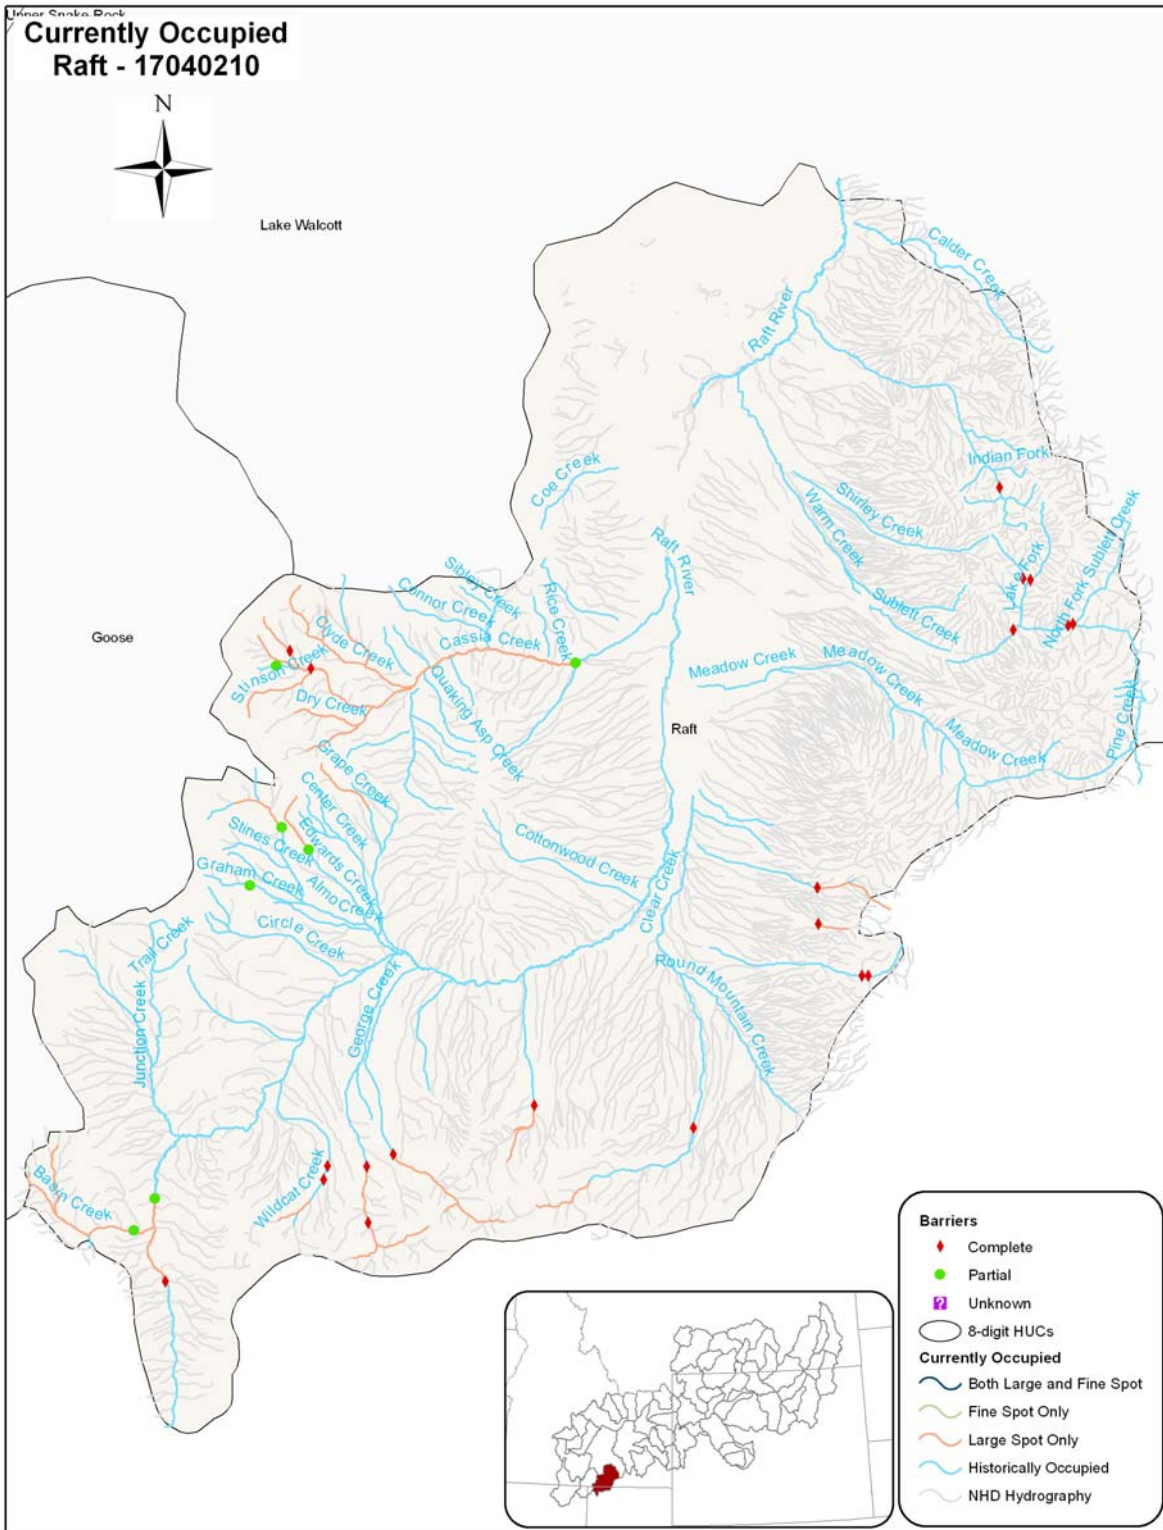 Upper Snake Rock
Currently Occupied
Raft - 17040210
N
Lake Walcott
Calder Creek
Raft River
Indian Fork
Coe Creek
Shirley Creek
Warm Creek
North Fork Sublett Creek
Raft River
Sibley Creek
Connor Creek
Rice Creek
Lake Fork
Sublett Creek
Goose
Clyde Creek
Cassia Creek
Stinson Creek
Meadow Creek
Meadow Creek
Quaking Asp Creek
Dry Creek
Raft
Pine Creek
Meadow Creek
Grape Creek
Center Creek
Stines Creek
Edwards Creek
Cottonwood Creek
Graham Creek
Almo Creek
Clear Creek
Circle Creek
Trail Creek
Round Mountain Creek
George Creek
Junction Creek
Basin Creek
Wildcat Creek
Barriers
Complete
Partial
?
Unknown
8-digit HUCs
Currently Occupied
Both Large and Fine Spot
Fine Spot Only
Large Spot Only
Historically Occupied
NHD Hydrography